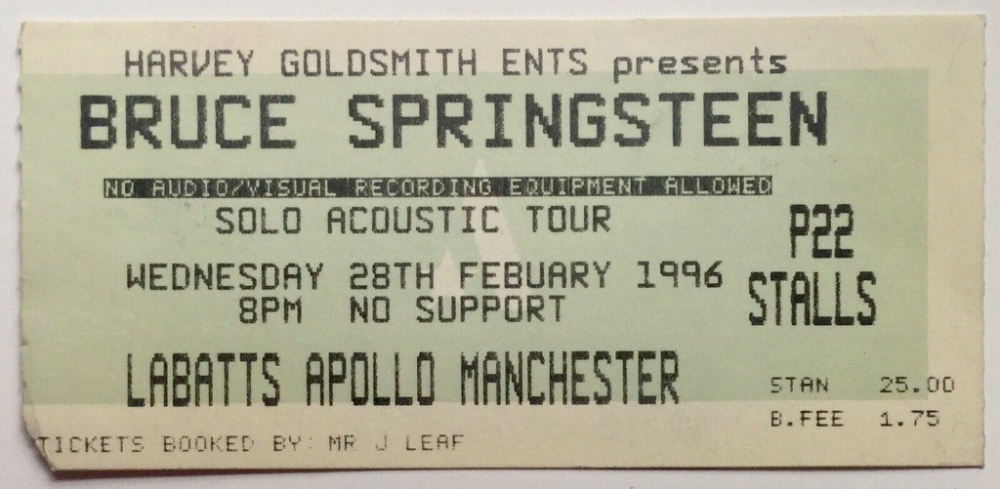 HARVEY GOLDSMITH ENTS presents
BRUCE SPRINGSTEEN
NO AUDIO/VISUAL RECORDING EQUIPMENT ALLOWED
SOLO ACOUSTIC TOUR
P22
WEDNESDAY 28TH FEBUARY 1996
STALLS
8PM NO SUPPORT
LABATTS APOLLO MANCHESTER
STAN 25.00
B.FEE 1.75
TICKETS BOOKED BY: MR J LEAF